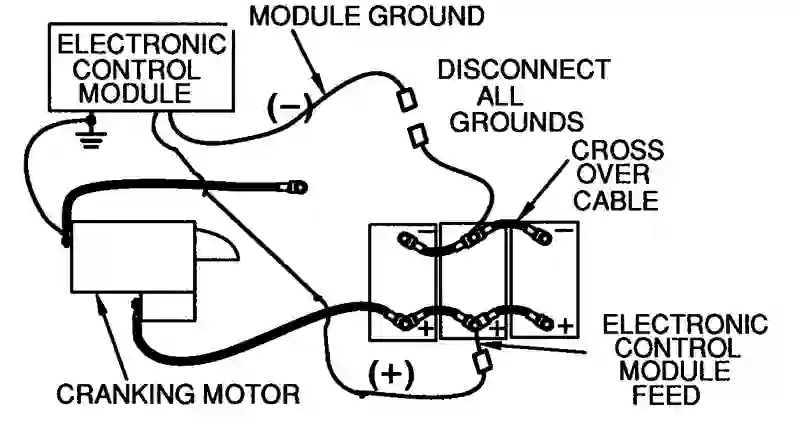 MODULE GROUND
ELECTRONIC
CONTROL
MODULE
(−)
DISCONNECT
ALL
GROUNDS
CROSS
OVER
CABLE
− −
+ + +
ELECTRONIC
CONTROL
MODULE
FEED
(+)
CRANKING MOTOR